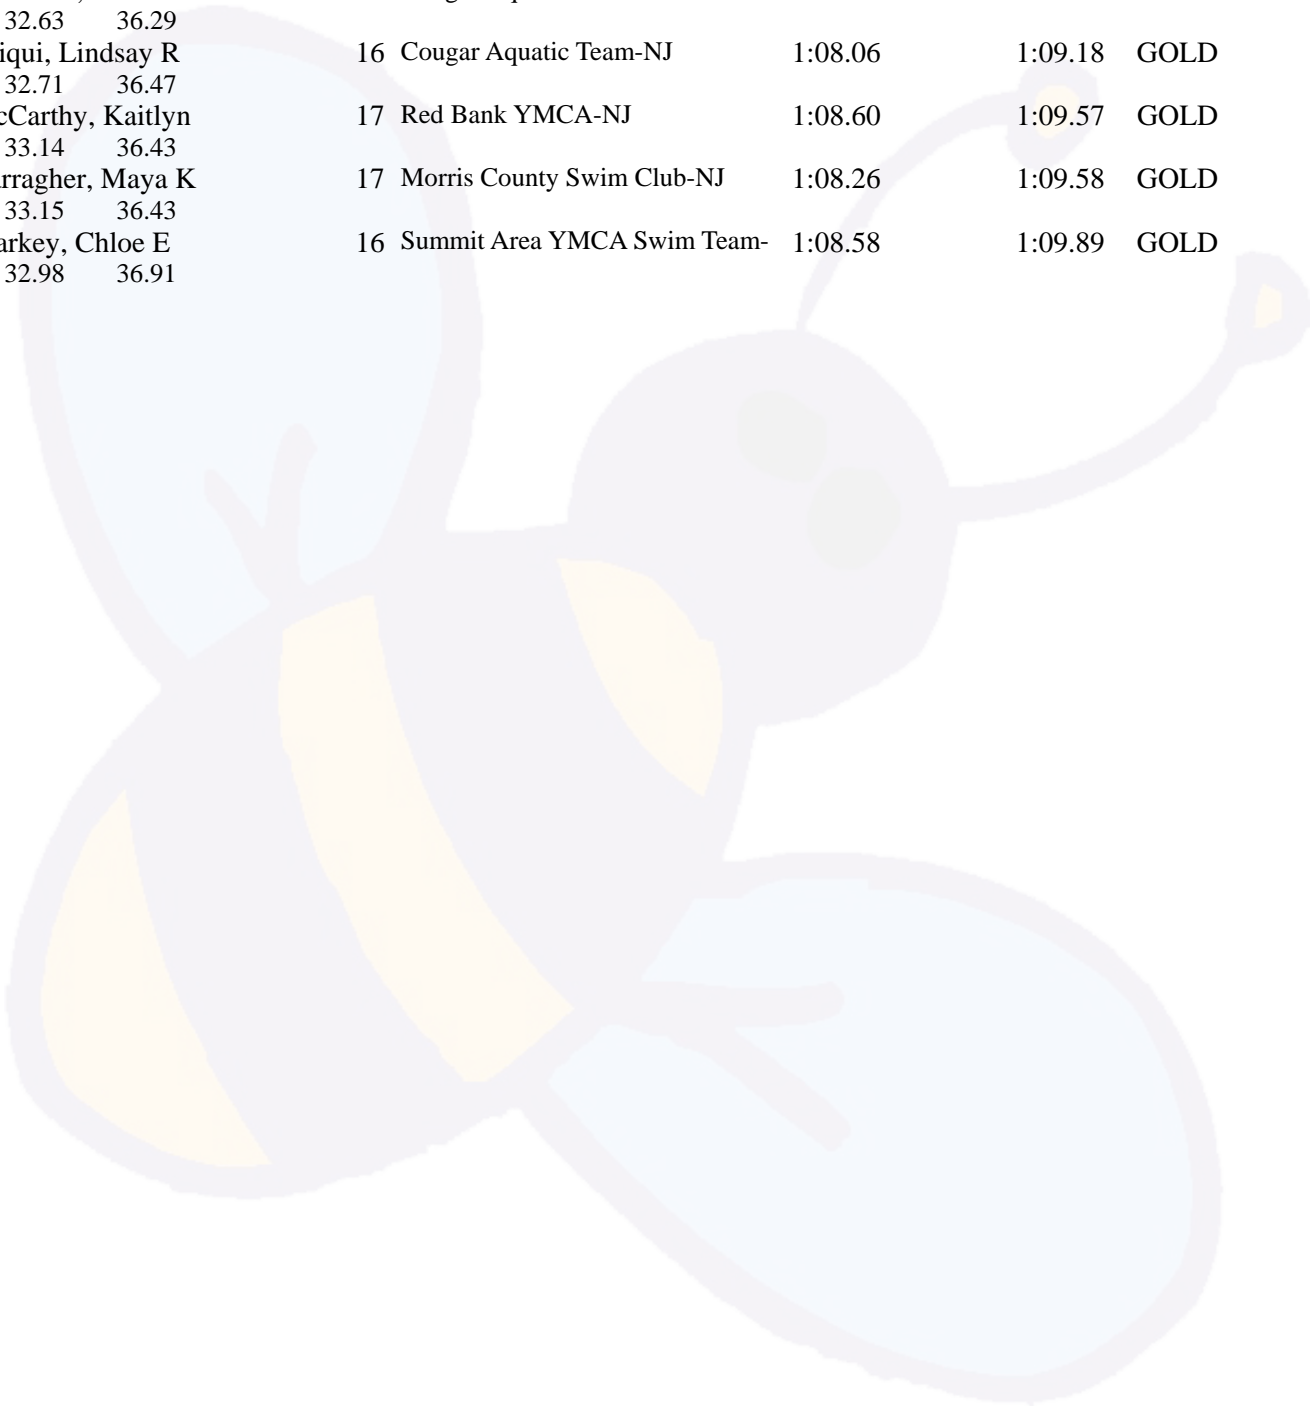 32.63 36.29
iqui, Lindsay R 16 Cougar Aquatic Team-NJ 1:08.06 1:09.18 GOLD
32.71 36.47
cCarthy, Kaitlyn 17 Red Bank YMCA-NJ 1:08.60 1:09.57 GOLD
33.14 36.43
rragher, Maya K 17 Morris County Swim Club-NJ 1:08.26 1:09.58 GOLD
33.15 36.43
arkey, Chloe E 16 Summit Area YMCA Swim Team- 1:08.58 1:09.89 GOLD
32.98 36.91